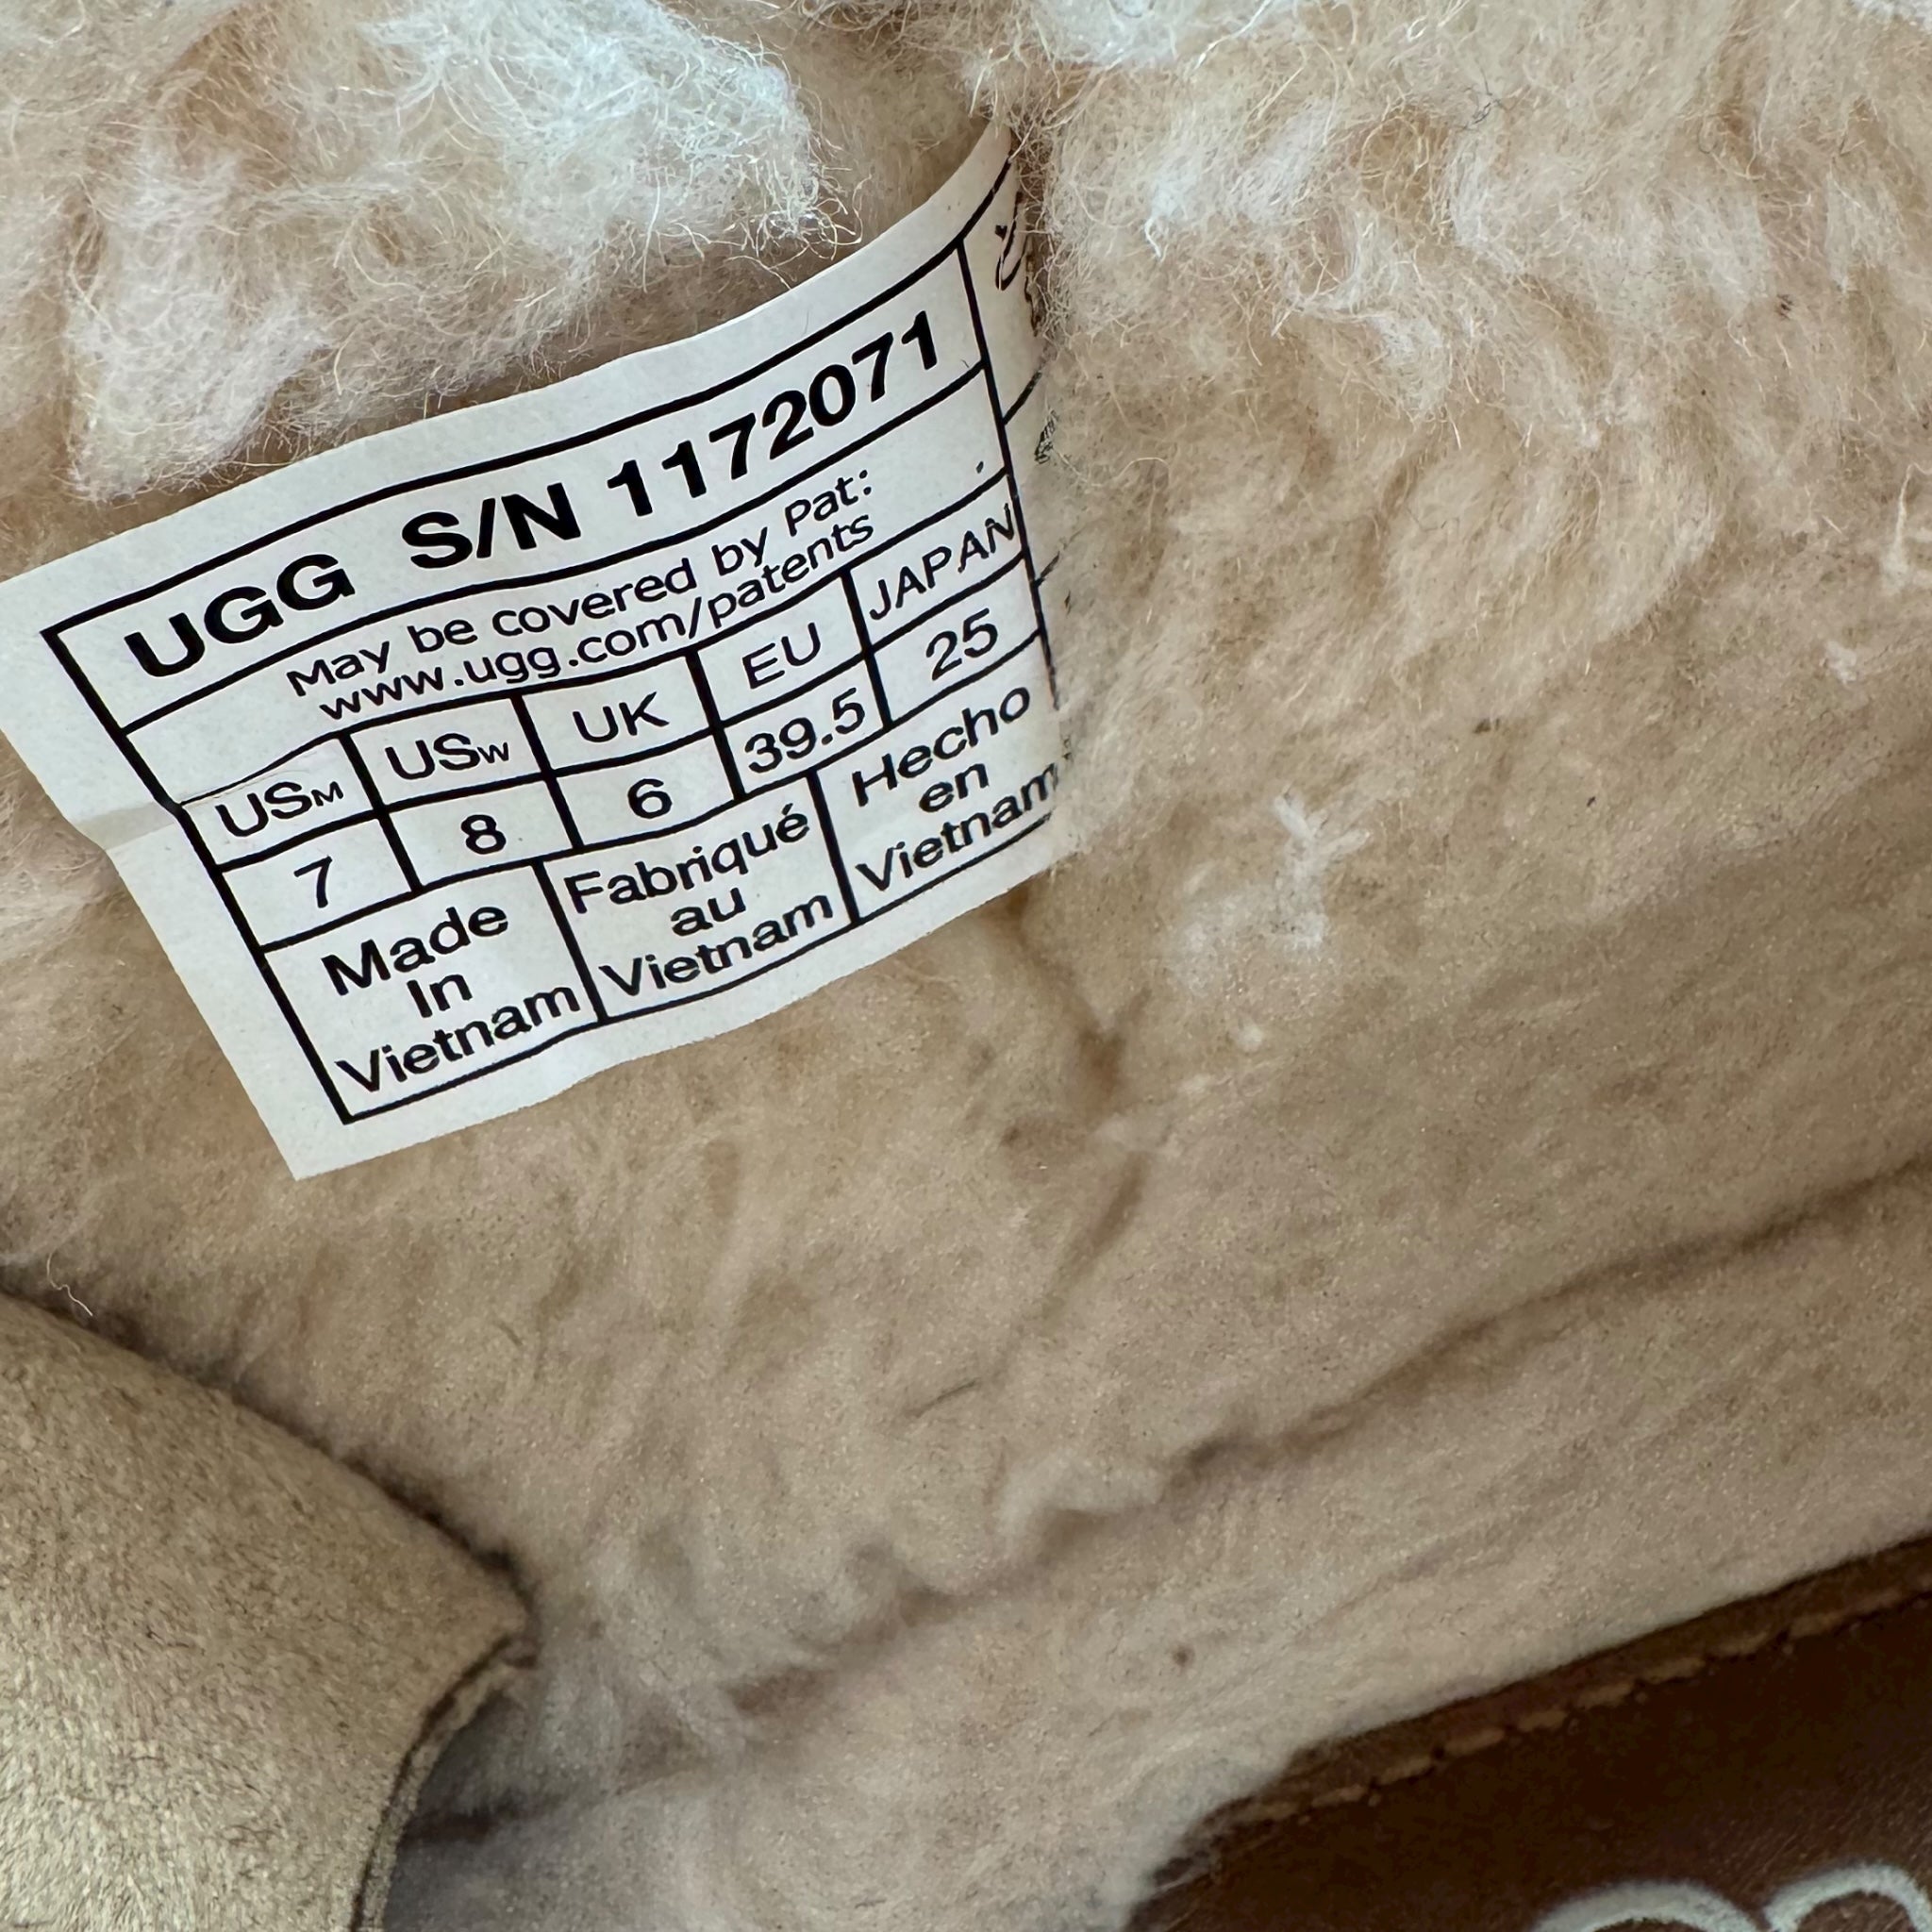 UGG S/N 1172071
May be covered by Pat:
www.ugg.com/patents
USM USW UK EU JAPAN
7 8 6 39.5 25
Made In Vietnam
Fabriqué au Vietnam
Hecho en Vietnam